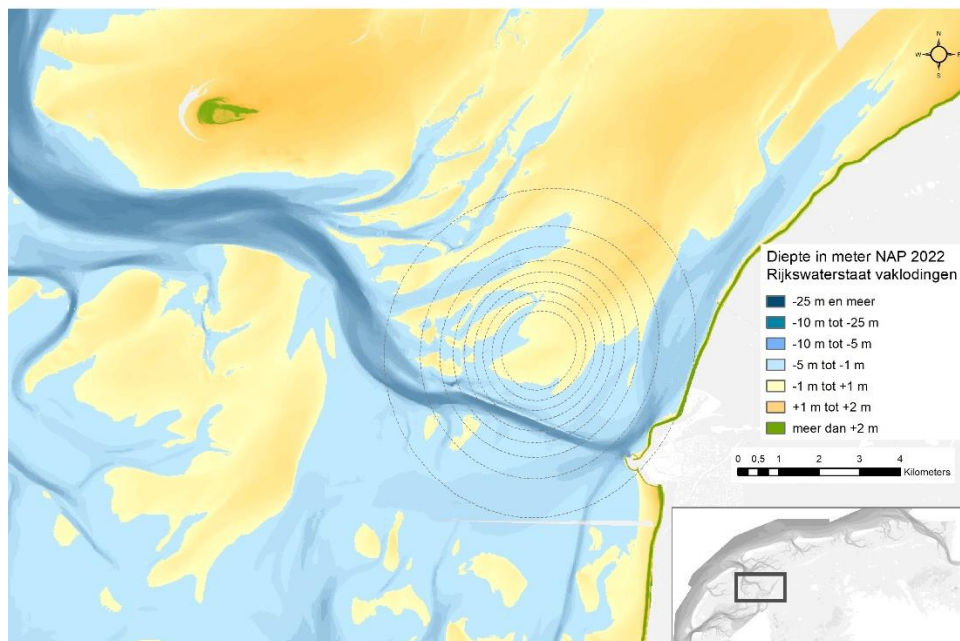 N
W E
S
Diepte in meter NAP 2022
Rijkswaterstaat vaklodingen
-25 m en meer
-10 m tot -25 m
-10 m tot -5 m
-5 m tot -1 m
-1 m tot +1 m
+1 m tot +2 m
meer dan +2 m
0 0,5 1 2 3 4
Kilometers